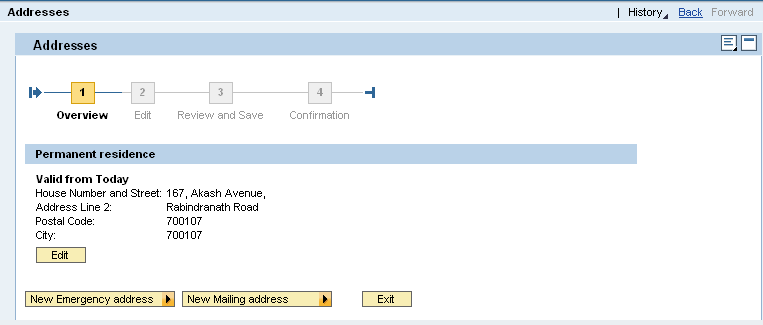 Addresses | History Back Forward
Addresses
1 2 3 4
Overview Edit Review and Save Confirmation
Permanent residence
Valid from Today
House Number and Street: 167, Akash Avenue,
Address Line 2: Rabindranath Road
Postal Code: 700107
City: 700107
Edit
New Emergency address New Mailing address Exit